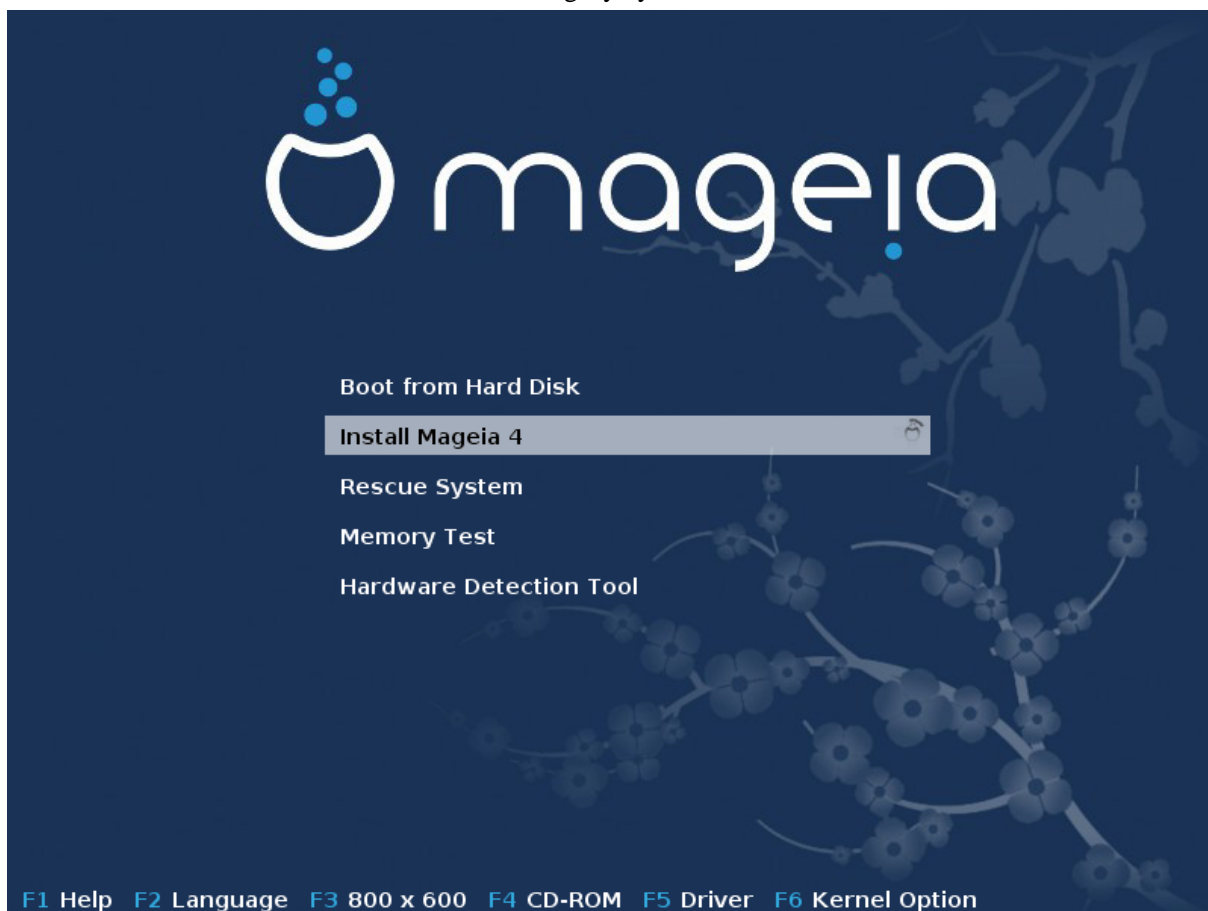 mageia
Boot from Hard Disk
Install Mageia 4
Rescue System
Memory Test
Hardware Detection Tool
F1 Help F2 Language F3 800 x 600 F4 CD-ROM F5 Driver F6 Kernel Option